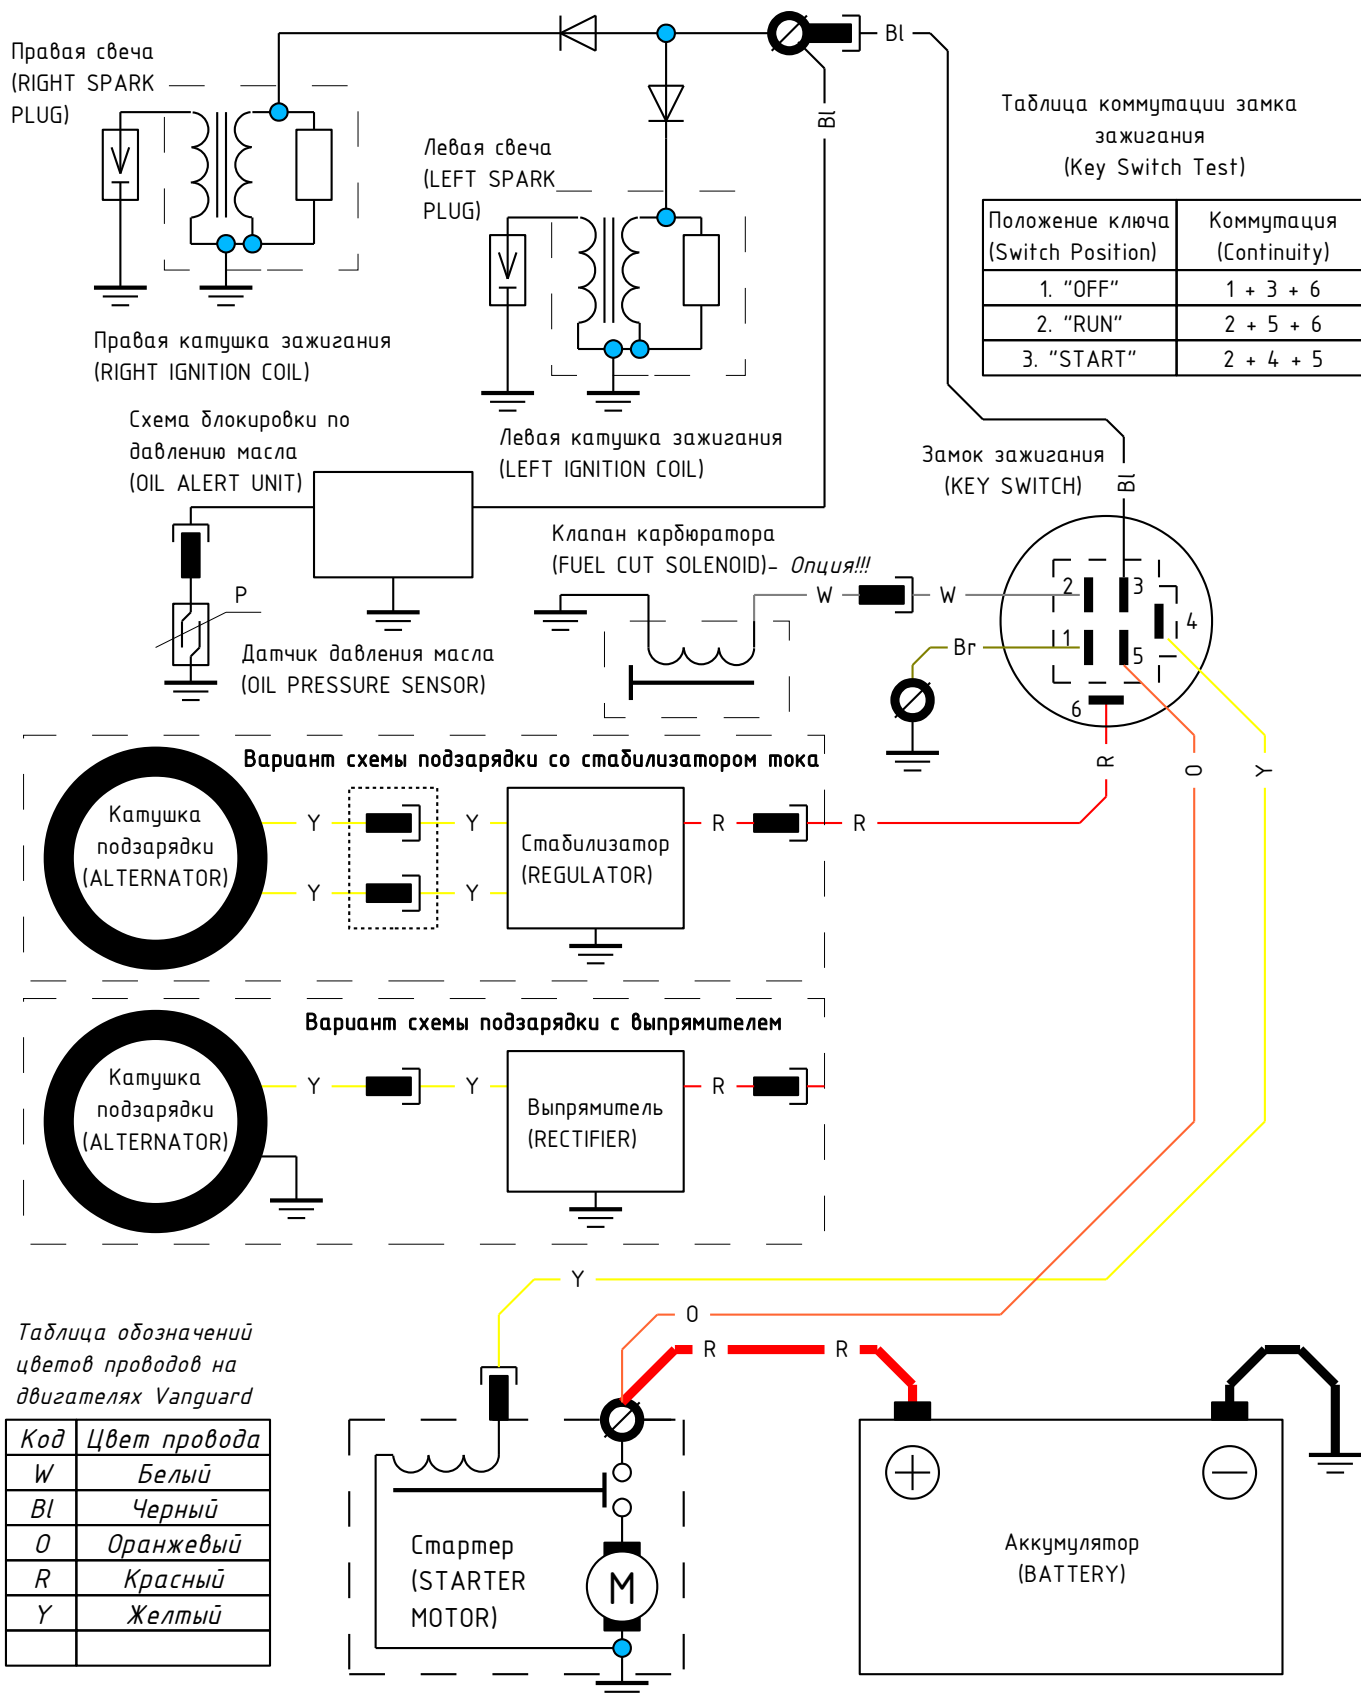 Правая свеча
(RIGHT SPARK
PLUG)
Bl
Bl
Левая свеча
(LEFT SPARK
PLUG)
Таблица коммутации замка
зажигания
(Key Switch Test)
Положение ключа
(Switch Position)
Коммутация
(Continuity)
1. "OFF"
1 + 3 + 6
2. "RUN"
2 + 5 + 6
3. "START"
2 + 4 + 5
Правая катушка зажигания
(RIGHT IGNITION COIL)
Схема блокировки по
давлению масла
(OIL ALERT UNIT)
Левая катушка зажигания
(LEFT IGNITION COIL)
Замок зажигания
(KEY SWITCH)
Bl
Клапан карбюратора
(FUEL CUT SOLENOID)- Опция!!!
W
W
2
3
4
1
5
6
Br
P
Датчик давления масла
(OIL PRESSURE SENSOR)
R
O
Y
Вариант схемы подзарядки со стабилизатором тока
Катушка
подзарядки
(ALTERNATOR)
Y
Y
Y
Y
Стабилизатор
(REGULATOR)
R
R
Вариант схемы подзарядки с выпрямителем
Катушка
подзарядки
(ALTERNATOR)
Y
Y
Выпрямитель
(RECTIFIER)
R
Y
O
R
R
Таблица обозначений
цветов проводов на
двигателях Vanguard
Код
Цвет провода
W
Белый
Bl
Черный
O
Оранжевый
R
Красный
Y
Желтый
Стартер
(STARTER
MOTOR)
M
Аккумулятор
(BATTERY)